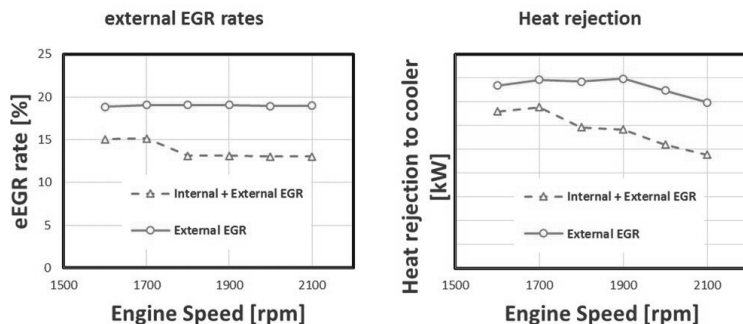 external EGR rates
25
20
15
10
5
0
1500
1700
1900
2100
eEGR rate [%]
Engine Speed [rpm]
Internal + External EGR
External EGR
Heat rejection
Heat rejection to cooler
[kW]
1500
1700
1900
2100
Engine Speed [rpm]
Internal + External EGR
External EGR